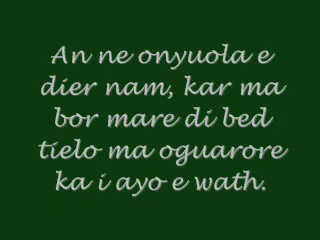 An ne onyuola e
dier nam, kar ma
bor mare di bed
tielo ma oguarore
ka i ayo e wath.